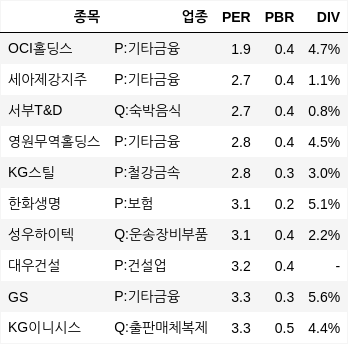 종목 업종 PER PBR DIV
OCI홀딩스 P:기타금융 1.9 0.4 4.7%
세아제강지주 P:기타금융 2.7 0.4 1.1%
서부T&D Q:숙박음식 2.7 0.4 0.8%
영원무역홀딩스 P:기타금융 2.8 0.4 4.5%
KG스틸 P:철강금속 2.8 0.3 3.0%
한화생명 P:보험 3.1 0.2 5.1%
성우하이텍 Q:운송장비부품 3.1 0.4 2.2%
대우건설 P:건설업 3.2 0.4 -
GS P:기타금융 3.3 0.3 5.6%
KG이니시스 Q:출판매체복제 3.3 0.5 4.4%